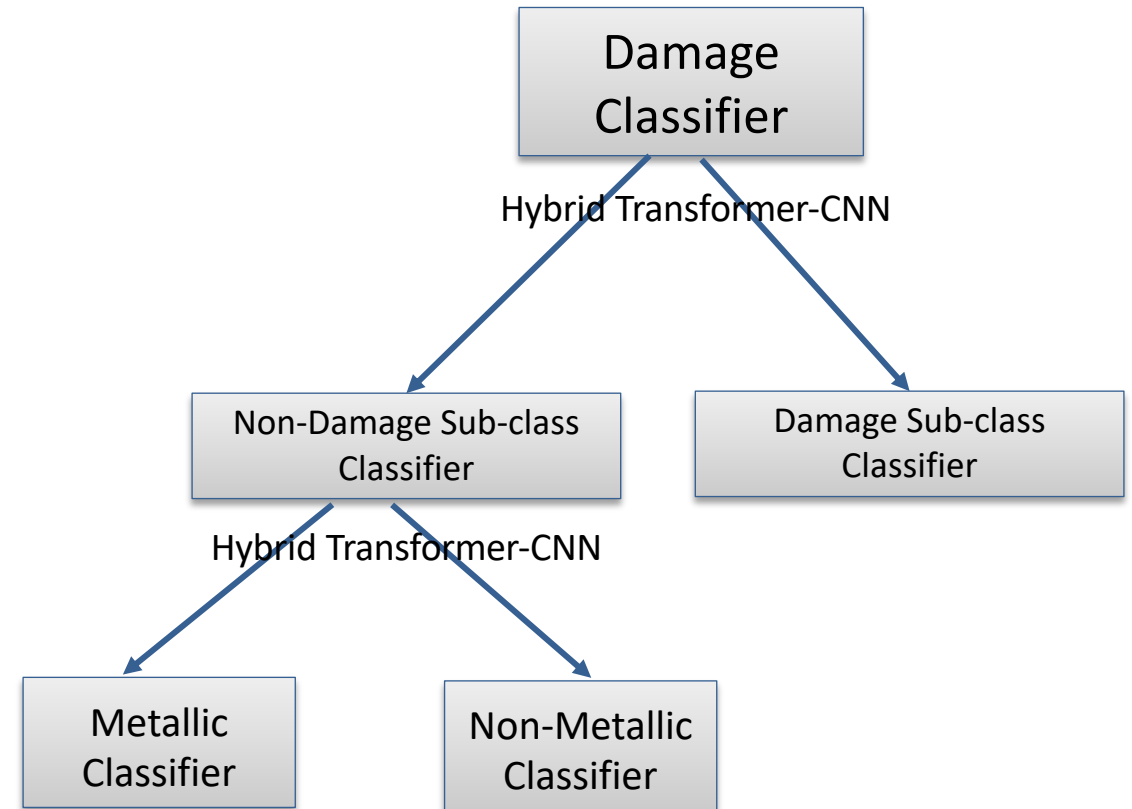 Damage
Classifier
Hybrid Transformer-CNN
Non-Damage Sub-class
Classifier
Damage Sub-class
Classifier
Hybrid Transformer-CNN
Metallic
Classifier
Non-Metallic
Classifier